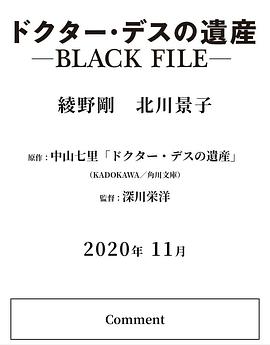 ドクター・デスの遺産
―BLACK FILE―
綾野剛　北川景子
原作：中山七里「ドクター・デスの遺産」
（KADOKAWA／角川文庫）
監督：深川栄洋
2020年 11月
Comment